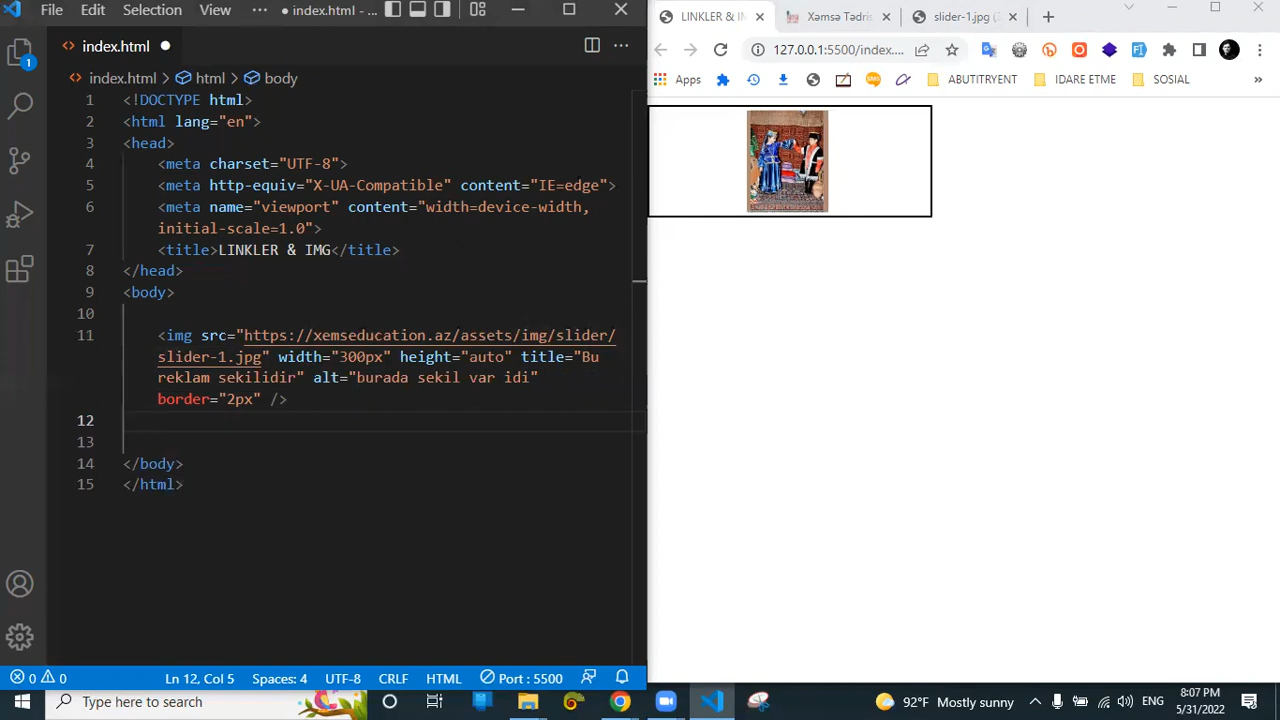 File Edit Selection View ··· ● index.html - ...
index.html
index.html > html > body
1 <!DOCTYPE html>
2 <html lang="en">
3 <head>
4 <meta charset="UTF-8">
5 <meta http-equiv="X-UA-Compatible" content="IE=edge">
6 <meta name="viewport" content="width=device-width,
initial-scale=1.0">
7 <title>LINKLER & IMG</title>
8 </head>
9 <body>
10
11 <img src="https://xemseducation.az/assets/img/slider/
slider-1.jpg" width="300px" height="auto" title="Bu
reklam sekilidir" alt="burada sekil var idi"
border="2px" />
12
13
14 </body>
15 </html>
1
0 0 Ln 12, Col 5 Spaces: 4 UTF-8 CRLF HTML Port : 5500
LINKLER & IM
Xəmsə Tədris
slider-1.jpg (3
127.0.0.1:5500/index....
Apps ABUTITRYENT IDARE ETME SOSIAL »
Type here to search
92°F Mostly sunny ENG
8:07 PM
5/31/2022